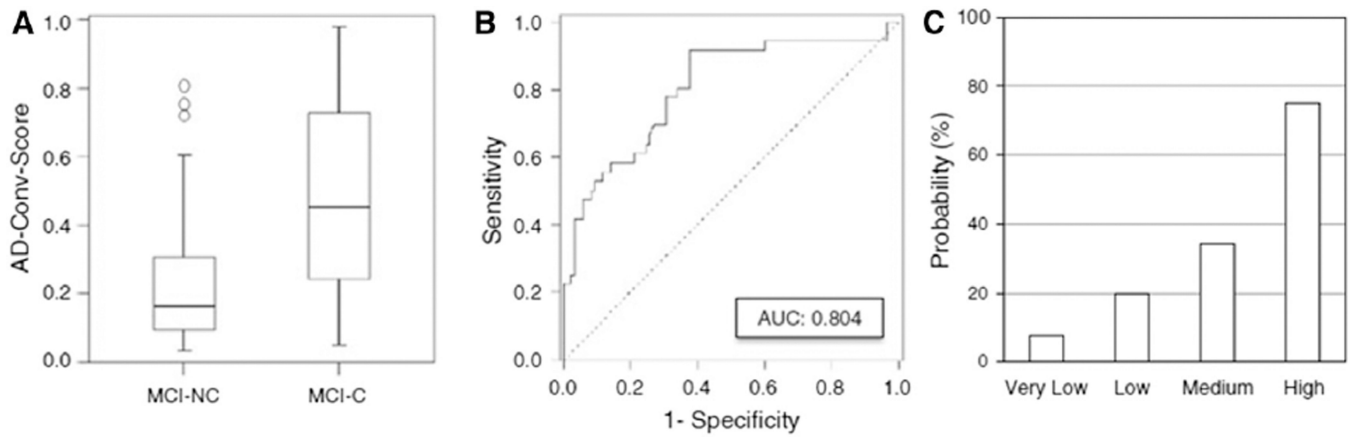 A
AD-Conv-Score
1.0
0.8
0.6
0.4
0.2
0.0
MCI-NC MCI-C
B
Sensitivity
1.0
0.8
0.6
0.4
0.2
0.0
AUC: 0.804
0.0 0.2 0.4 0.6 0.8 1.0
1- Specificity
C
Probability (%)
100
80
60
40
20
0
Very Low Low Medium High